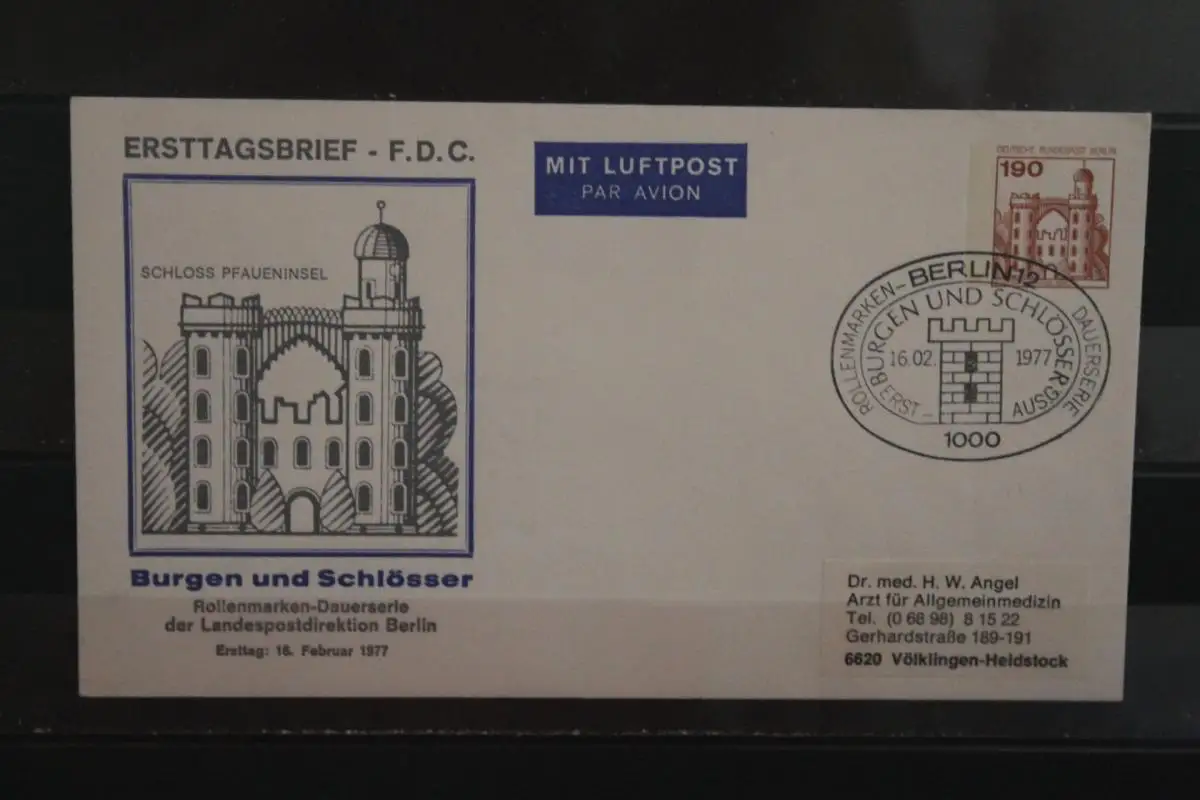 ERSTTAGSBRIEF - F.D.C.
SCHLOSS PFAUENINSEL
Burgen und Schlösser
Rollenmarken-Dauerserie
der Landespostdirektion Berlin
Ersttag: 16. Februar 1977
MIT LUFTPOST
PAR AVION
DEUTSCHE BUNDESPOST BERLIN
190
ROLLENMARKEN- BERLIN 12 DAUERSERIE
BURGEN UND SCHLÖSSER
16.02. 1977
ERST- AUSG
1000
Dr. med. H. W. Angel
Arzt für Allgemeinmedizin
Tel. (0 68 98) 8 15 22
Gerhardstraße 189-191
6620 Völklingen-Heidstock